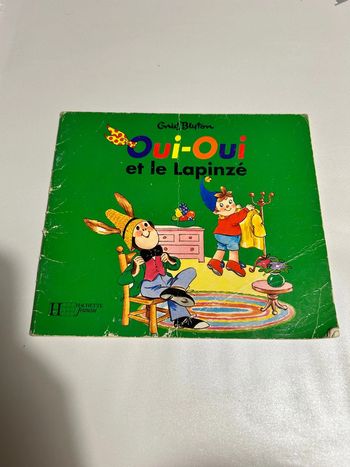 Enid Blyton
Oui-Oui
et le Lapinzé
H HACHETTE
Jeunesse